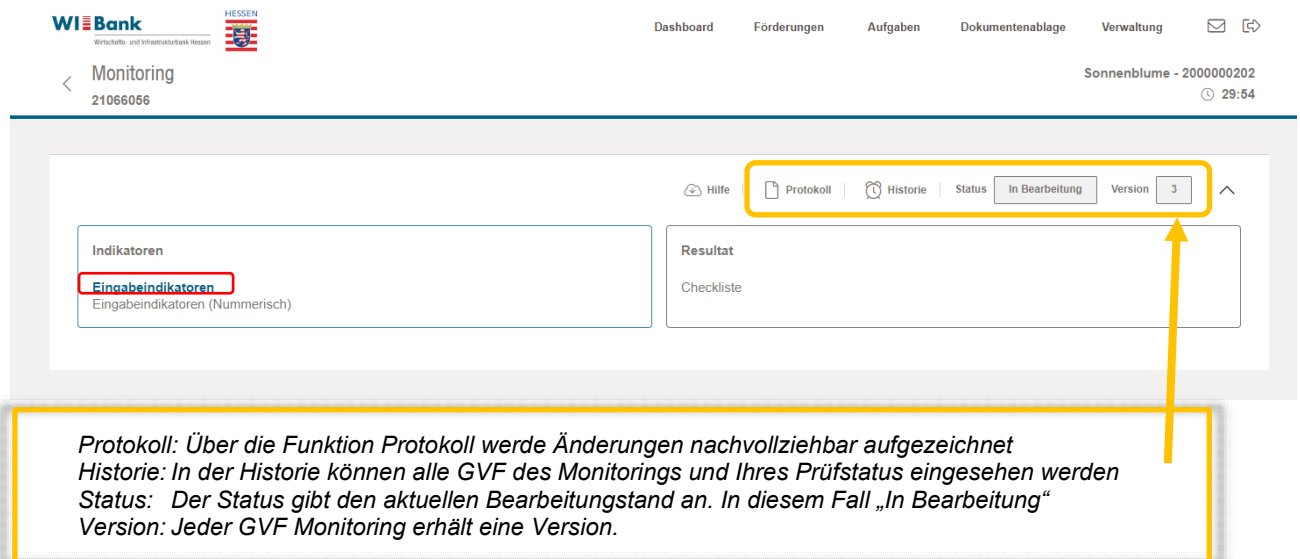 WIBank
Wirtschafts- und Infrastrukturbank Hessen
HESSEN
Dashboard Förderungen Aufgaben Dokumentenablage Verwaltung
Monitoring
21066056
Sonnenblume - 2000000202
29:54
Hilfe Protokoll Historie Status In Bearbeitung Version 3
Indikatoren
Eingabeindikatoren
Eingabeindikatoren (Nummerisch)
Resultat
Checkliste
Protokoll: Über die Funktion Protokoll werde Änderungen nachvollziehbar aufgezeichnet
Historie: In der Historie können alle GVF des Monitorings und Ihres Prüfstatus eingesehen werden
Status: Der Status gibt den aktuellen Bearbeitungstand an. In diesem Fall „In Bearbeitung“
Version: Jeder GVF Monitoring erhält eine Version.